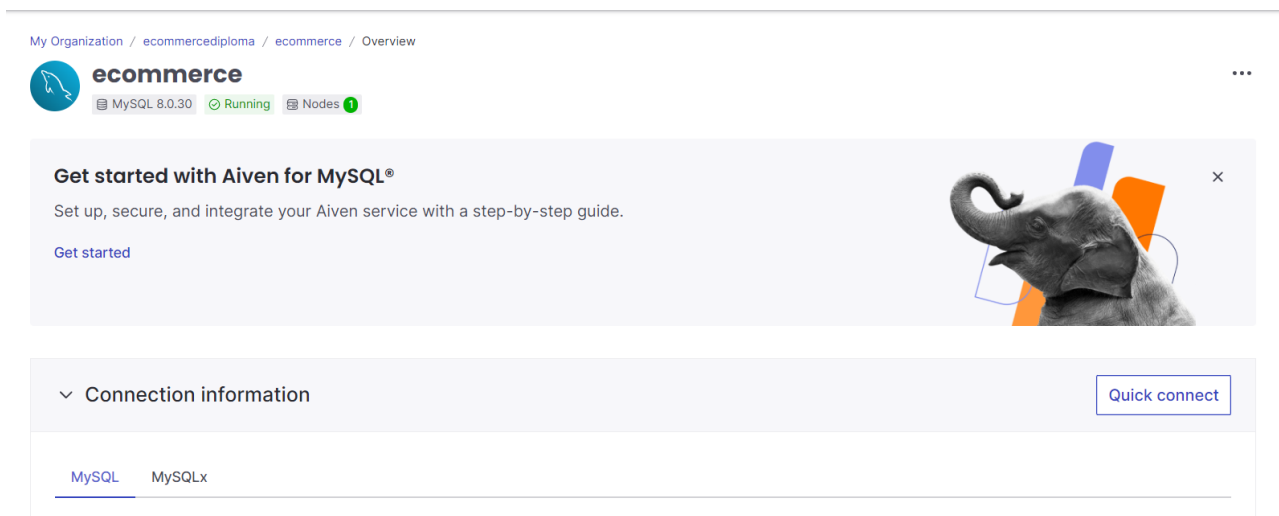 My Organization / ecommercediploma / ecommerce / Overview
ecommerce
MySQL 8.0.30 Running Nodes 1
Get started with Aiven for MySQL®
Set up, secure, and integrate your Aiven service with a step-by-step guide.
Get started
Connection information
Quick connect
MySQL MySQLx